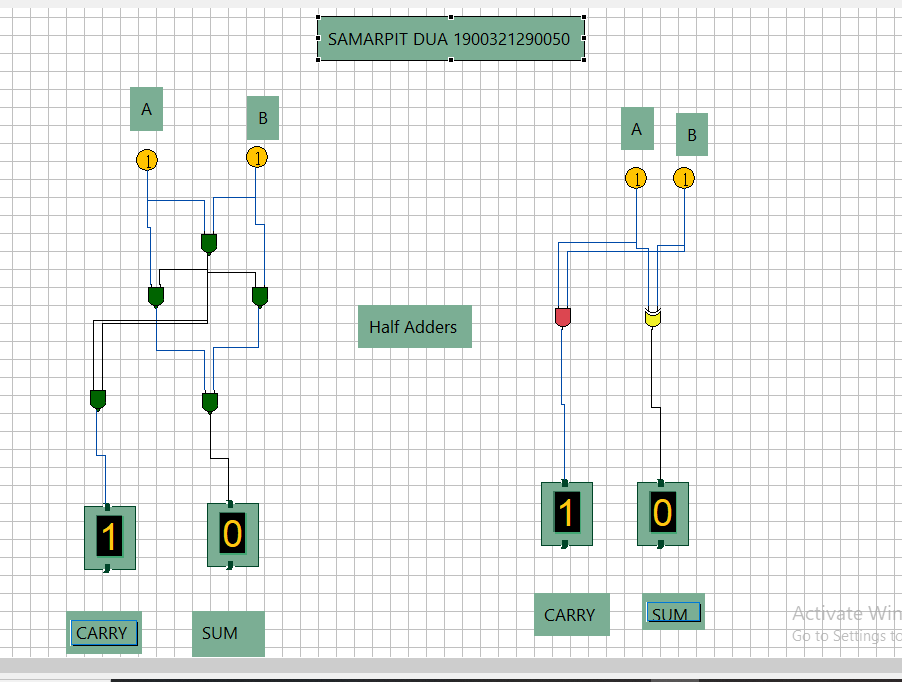 SAMARPIT DUA 1900321290050
A
B
A
B
1
1
1
1
Half Adders
1
0
1
0
CARRY
SUM
CARRY
SUM
Activate Win
Go to Settings to